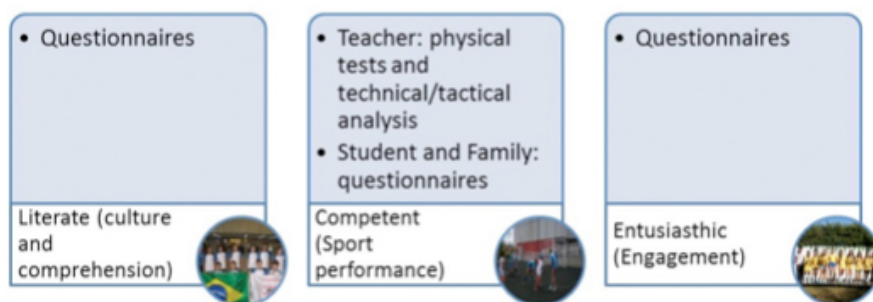 • Questionnaires
Literate (culture
and
comprehension)
• Teacher: physical
tests and
technical/tactical
analysis
• Student and Family:
questionnaires
Competent
(Sport
performance)
• Questionnaires
Entusiasthic
(Engagement)